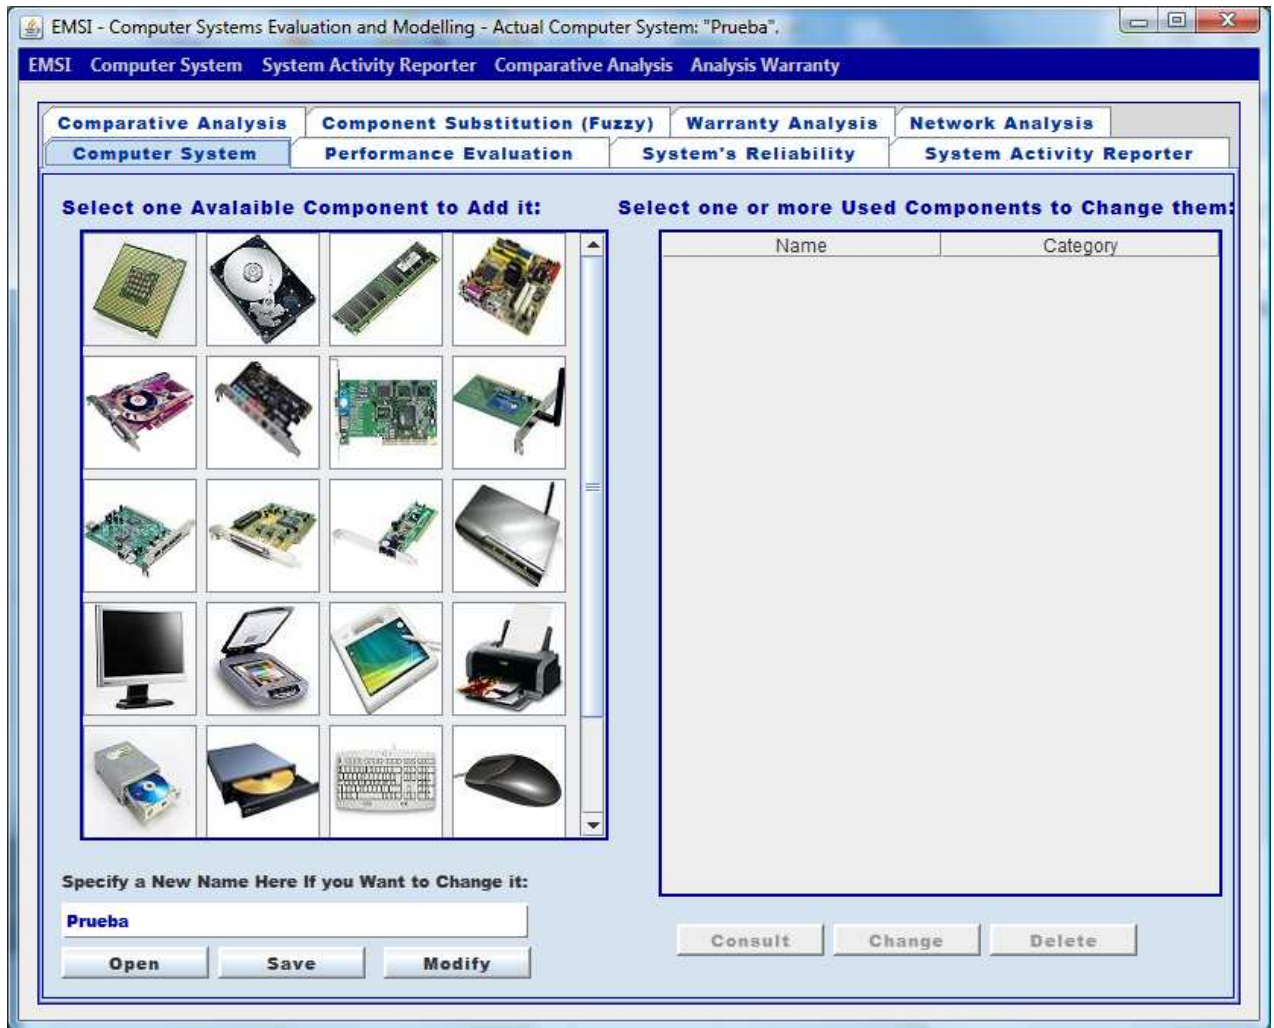 EMSI - Computer Systems Evaluation and Modelling - Actual Computer System: "Prueba".
EMSI Computer System System Activity Reporter Comparative Analysis Analysis Warranty
Comparative Analysis Component Substitution (Fuzzy) Warranty Analysis Network Analysis
Computer System Performance Evaluation System's Reliability System Activity Reporter
Select one Avalaible Component to Add it: Select one or more Used Components to Change them:
Name Category
Specify a New Name Here If you Want to Change it:
Prueba
Consult Change Delete
Open Save Modify